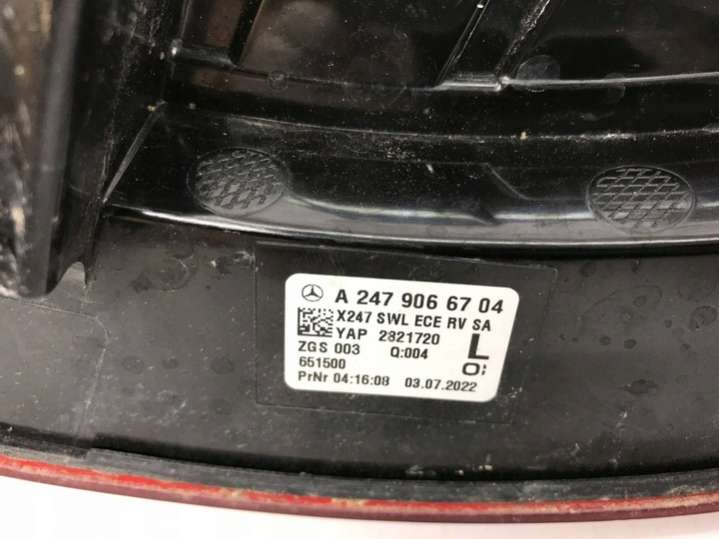 A 247 906 67 04
X247 SWL ECE RV SA
YAP 2821720
ZGS 003 Q:004 L
651500
PrNr 04:16:08 03.07.2022